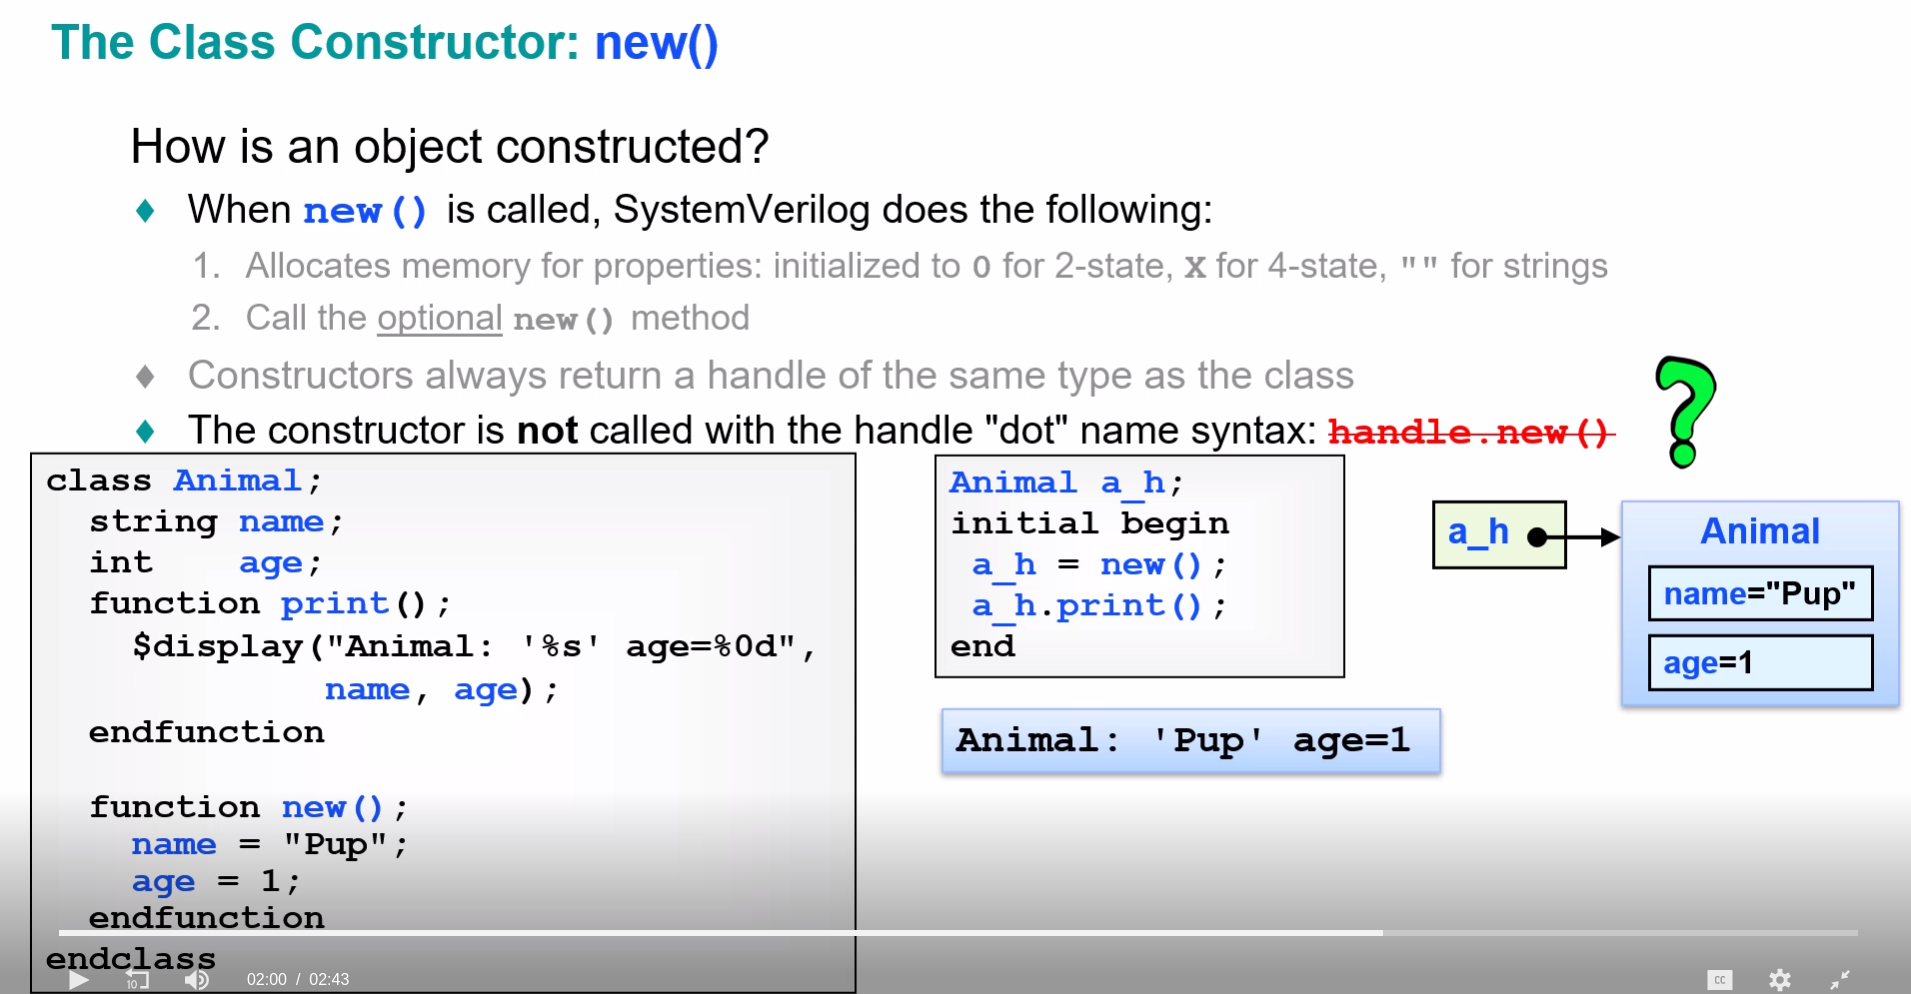 The Class Constructor: new()
How is an object constructed?
♦ When new() is called, SystemVerilog does the following:
1. Allocates memory for properties: initialized to 0 for 2-state, X for 4-state, "" for strings
2. Call the optional new() method
♦ Constructors always return a handle of the same type as the class
♦ The constructor is not called with the handle "dot" name syntax: handle.new()
?
class Animal;
  string name;
  int    age;
  function print();
    $display("Animal: '%s' age=%0d",
             name, age);
  endfunction

  function new();
    name = "Pup";
    age = 1;
  endfunction
endclass
Animal a_h;
initial begin
 a_h = new();
 a_h.print();
end
Animal: 'Pup' age=1
a_h
Animal
name="Pup"
age=1
10
02:00 / 02:43
CC